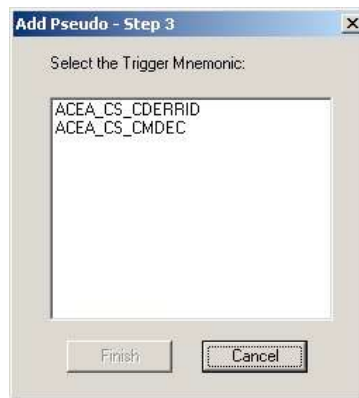 Add Pseudo - Step 3
Select the Trigger Mnemonic:
ACEA_CS_CDERRID
ACEA_CS_CMDEC
Finish Cancel